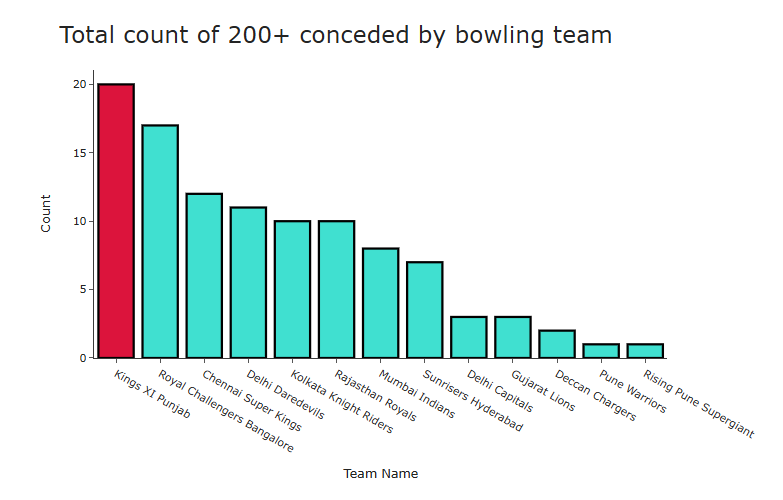 Total count of 200+ conceded by bowling team
Count
20
15
10
5
0
Kings XI Punjab
Royal Challengers Bangalore
Chennai Super Kings
Delhi Daredevils
Kolkata Knight Riders
Rajasthan Royals
Mumbai Indians
Sunrisers Hyderabad
Delhi Capitals
Gujarat Lions
Deccan Chargers
Pune Warriors
Rising Pune Supergiant
Team Name